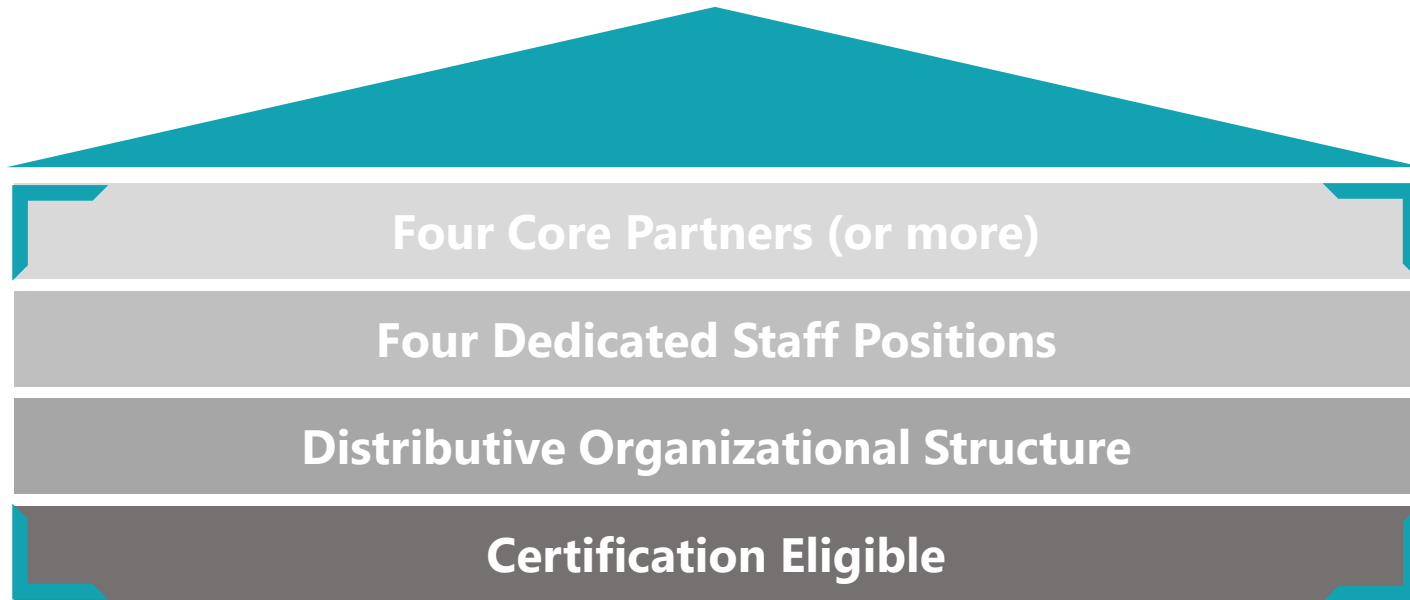 Four Core Partners (or more)
Four Dedicated Staff Positions
Distributive Organizational Structure
Certification Eligible